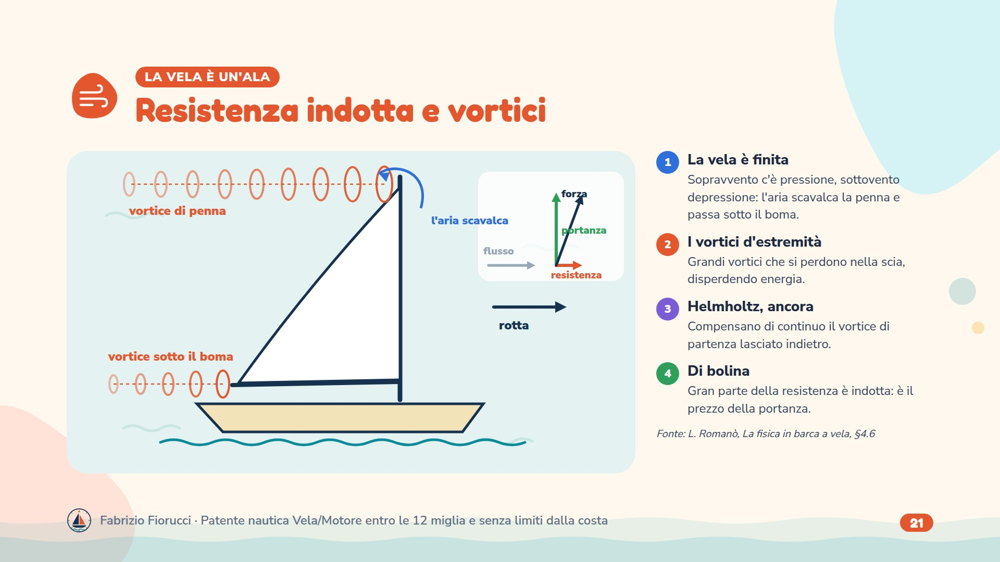 LA VELA È UN'ALA
Resistenza indotta e vortici
vortice di penna
l'aria scavalca
forza
portanza
flusso
resistenza
rotta
vortice sotto il boma
1
La vela è finita
Sopravvento c'è pressione, sottovento
depressione: l'aria scavalca la penna e
passa sotto il boma.
2
I vortici d'estremità
Grandi vortici che si perdono nella scia,
disperdendo energia.
3
Helmholtz, ancora
Compensano di continuo il vortice di
partenza lasciato indietro.
4
Di bolina
Gran parte della resistenza è indotta: è il
prezzo della portanza.
Fonte: L. Romanò, La fisica in barca a vela, §4.6
Fabrizio Fiorucci · Patente nautica Vela/Motore entro le 12 miglia e senza limiti dalla costa
21